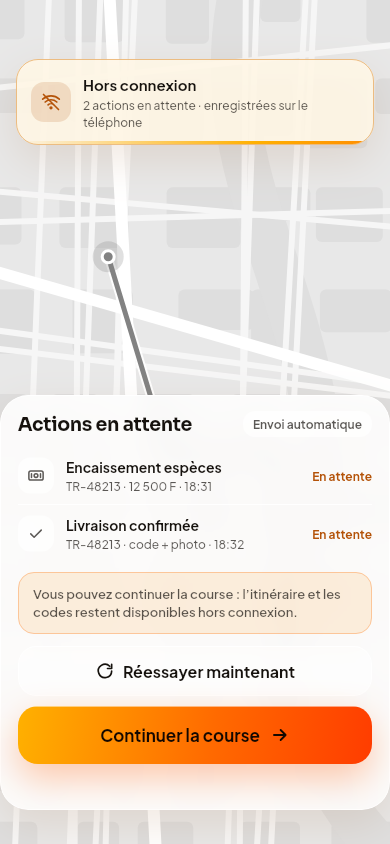 Hors connexion
2 actions en attente · enregistrées sur le
téléphone
Actions en attente
Envoi automatique
Encaissement espèces
TR-48213 · 12 500 F · 18:31
En attente
Livraison confirmée
TR-48213 · code + photo · 18:32
En attente
Vous pouvez continuer la course : l'itinéraire et les
codes restent disponibles hors connexion.
Réessayer maintenant
Continuer la course